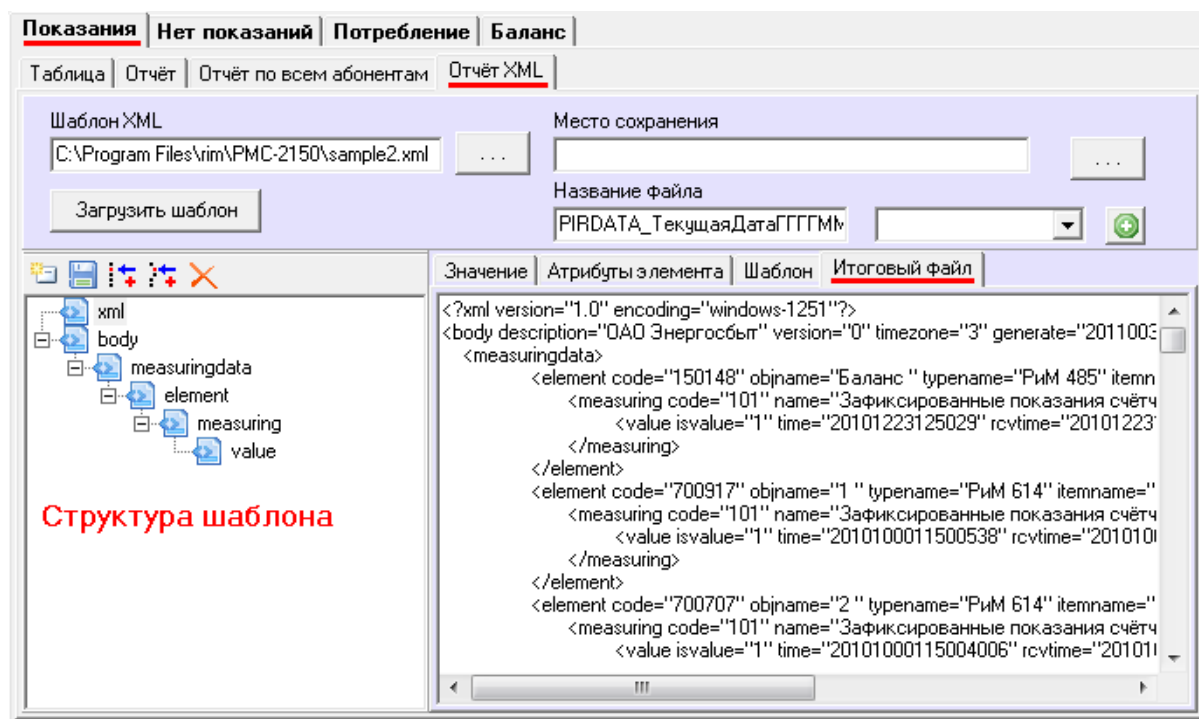 Показания Нет показаний Потребление Баланс
Таблица Отчёт Отчёт по всем абонентам Отчёт XML
Шаблон XML
C:\Program Files\rim\PMC-2150\sample2.xml
...
Загрузить шаблон
Место сохранения
...
Название файла
PIRDATA_ТекущаяДатаГГГГММ
xml
body
measuringdata
element
measuring
value
Структура шаблона
Значение Атрибуты элемента Шаблон Итоговый файл
<?xml version="1.0" encoding="windows-1251"?>
<body description="ОАО Энергосбыт" version="0" timezone="3" generate="2011003
<measuringdata>
<element code="150148" objname="Баланс " typename="РиМ 485" itemn
<measuring code="101" name="Зафиксированные показания счётч
<value isvalue="1" time="20101223125029" rcvtime="20101223
</measuring>
</element>
<element code="700917" objname="1 " typename="РиМ 614" itemname="
<measuring code="101" name="Зафиксированные показания счётч
<value isvalue="1" time="2010100011500538" rcvtime="2010100
</measuring>
</element>
<element code="700707" objname="2 " typename="РиМ 614" itemname="
<measuring code="101" name="Зафиксированные показания счётч
<value isvalue="1" time="20101000115004006" rcvtime="201010